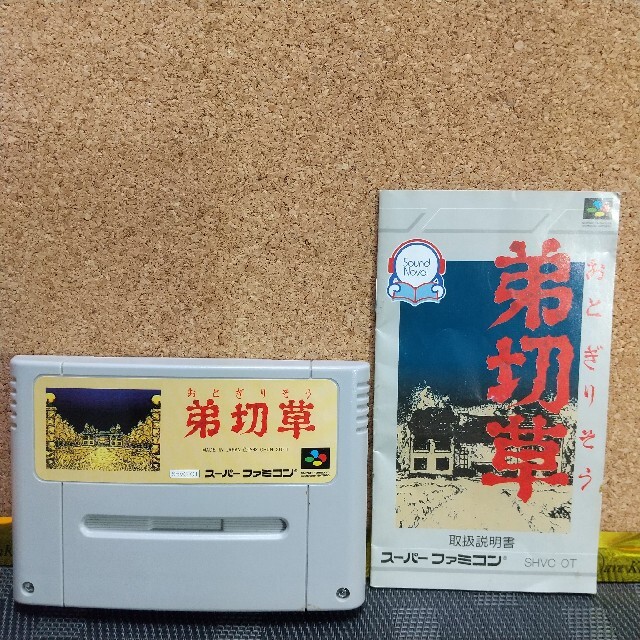 おとぎりそう
弟切草
SHVC-OT
スーパーファミコン
Sound
Novel
弟切草
おとぎりそう
取扱説明書
スーパーファミコン
SHVC OT